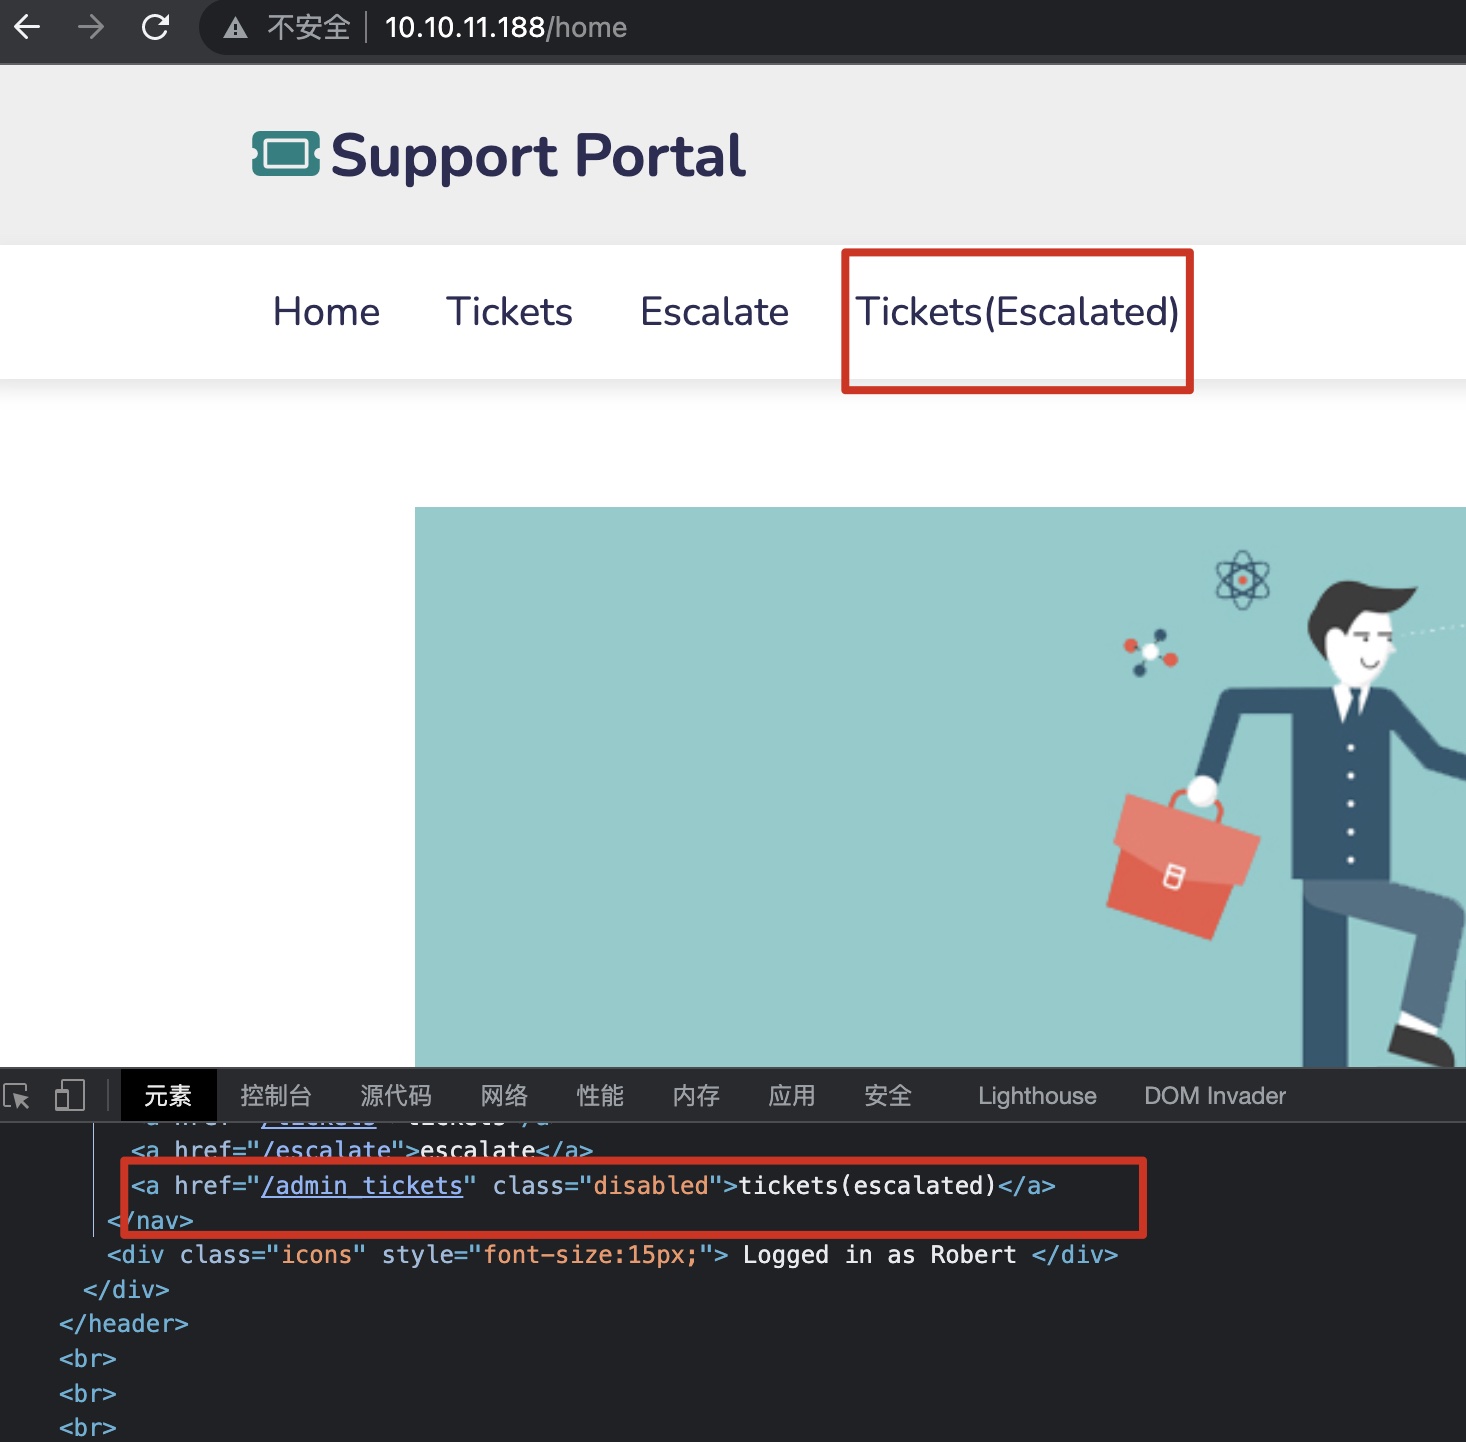 不安全 | 10.10.11.188/home
Support Portal
Home Tickets Escalate Tickets(Escalated)
元素 控制台 源代码 网络 性能 内存 应用 安全 Lighthouse DOM Invader
<a href="/escalate">escalate</a>
<a href="/admin_tickets" class="disabled">tickets(escalated)</a>
</nav>
<div class="icons" style="font-size:15px;"> Logged in as Robert </div>
</div>
</header>
<br>
<br>
<br>